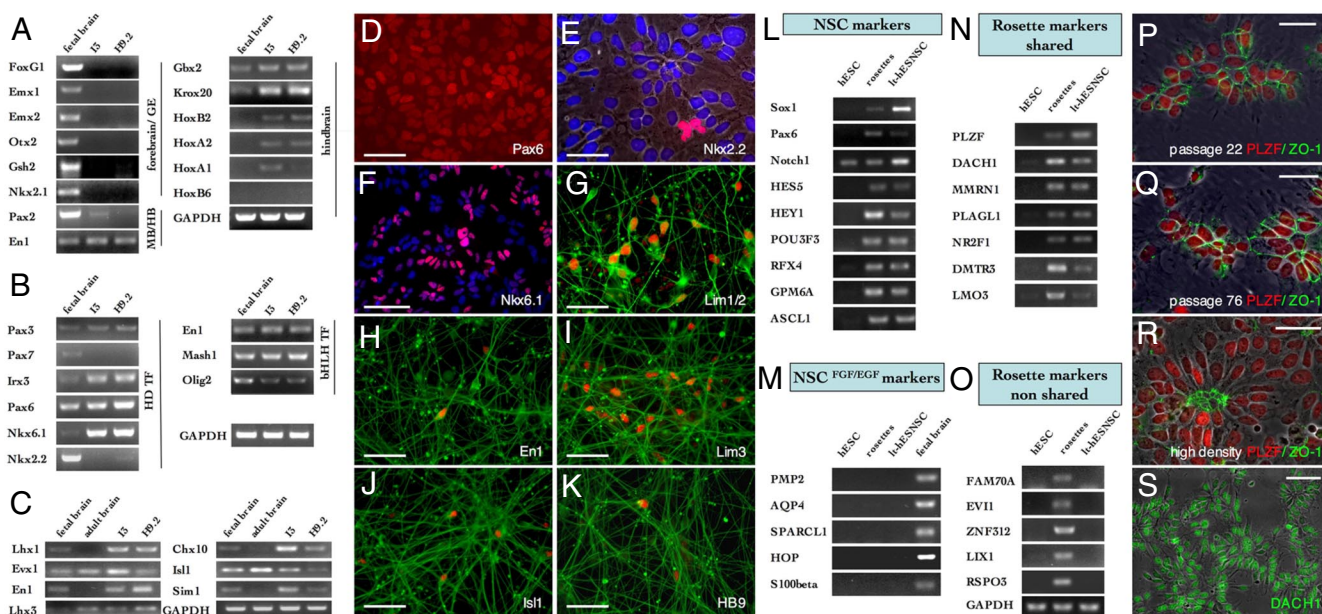 A
fetal brain
I3
H9.2
FoxG1
Emx1
Emx2
Otx2
Gsh2
Nkx2.1
Pax2
En1
forebrain/ GE
MB/HB
fetal brain
I3
H9.2
Gbx2
Krox20
HoxB2
HoxA2
HoxA1
HoxB6
GAPDH
hindbrain
B
fetal brain
I3
H9.2
Pax3
Pax7
Irx3
Pax6
Nkx6.1
Nkx2.2
HD TF
fetal brain
I3
H9.2
En1
Mash1
Olig2
GAPDH
bHLH TF
C
fetal brain
adult brain
I3
H9.2
Lhx1
Evx1
En1
Lhx3
fetal brain
adult brain
I3
H9.2
Chx10
Isl1
Sim1
GAPDH
D
Pax6
E
Nkx2.2
F
Nkx6.1
G
Lim1/2
H
En1
I
Lim3
J
Isl1
K
HB9
L
NSC markers
hESC
rosettes
lt-hESNSC
Sox1
Pax6
Notch1
HES5
HEY1
POU3F3
RFX4
GPM6A
ASCL1
M
NSC FGF/EGF markers
hESC
rosettes
lt-hESNSC
fetal brain
PMP2
AQP4
SPARCL1
HOP
S100beta
N
Rosette markers
shared
hESC
rosettes
lt-hESNSC
PLZF
DACH1
MMRN1
PLAGL1
NR2F1
DMTR3
LMO3
O
Rosette markers
non shared
hESC
rosettes
lt-hESNSC
FAM70A
EVI1
ZNF312
LIX1
RSPO3
GAPDH
P
passage 22 PLZF/ ZO-1
Q
passage 76 PLZF/ ZO-1
R
high density PLZF/ ZO-1
S
DACH1